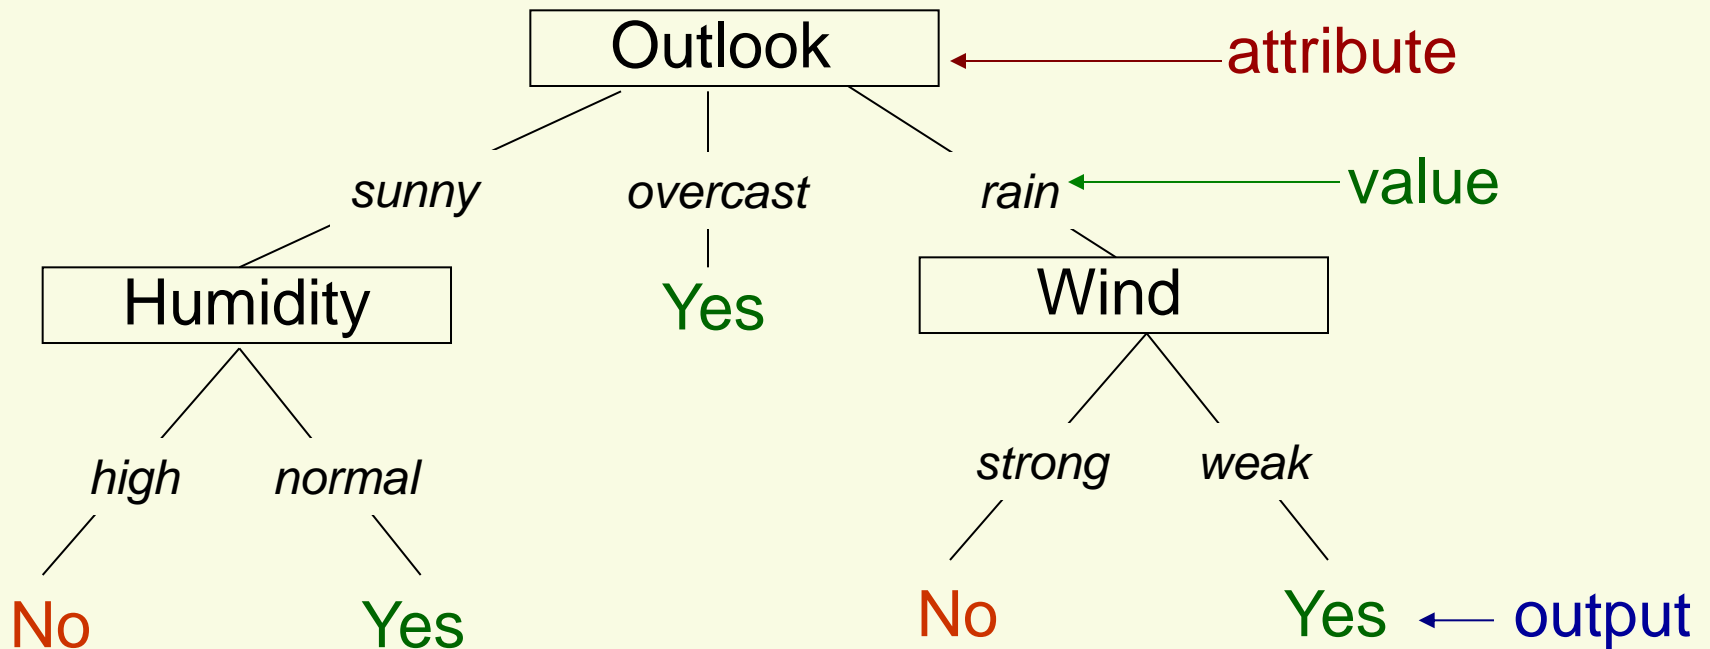 Outlook
attribute
sunny overcast rain value
Humidity Yes Wind
high normal strong weak
No Yes No Yes output